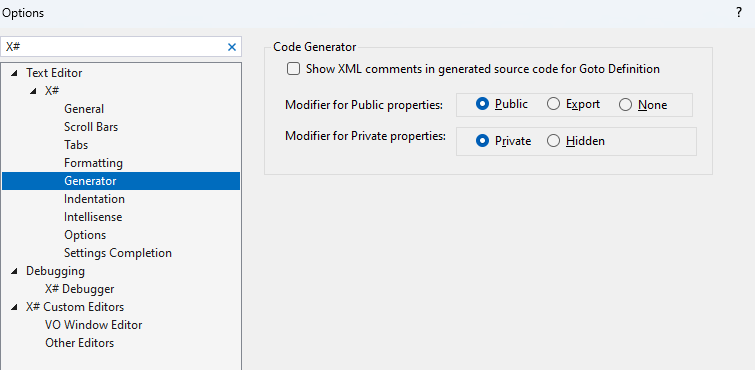 Options
?
X#
Text Editor
X#
General
Scroll Bars
Tabs
Formatting
Generator
Indentation
Intellisense
Options
Settings Completion
Debugging
X# Debugger
X# Custom Editors
VO Window Editor
Other Editors
Code Generator
Show XML comments in generated source code for Goto Definition
Modifier for Public properties: Public Export None
Modifier for Private properties: Private Hidden